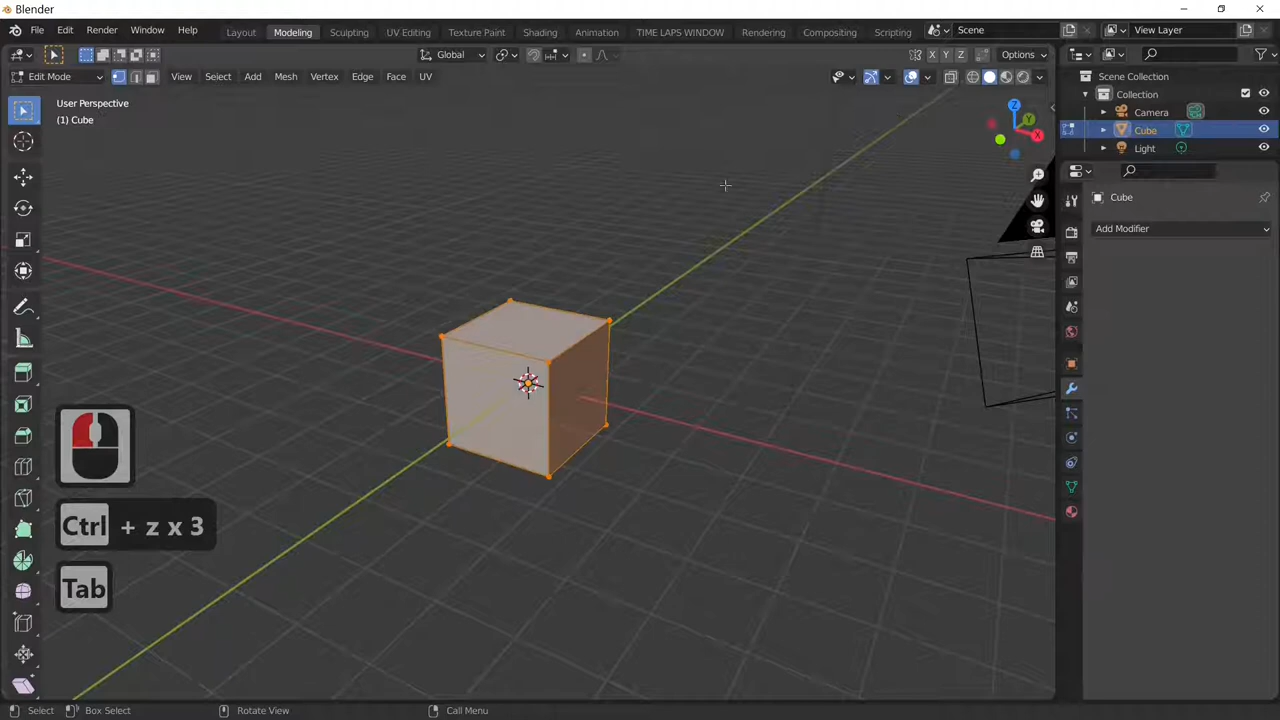 Blender
File Edit Render Window Help Layout Modeling Sculpting UV Editing Texture Paint Shading Animation TIME LAPS WINDOW Rendering Compositing Scripting Scene View Layer
Global X Y Z Options
Edit Mode View Select Add Mesh Vertex Edge Face UV
Scene Collection
Collection
Camera
Cube
Light
User Perspective
(1) Cube
Z Y X
Cube
Add Modifier
Ctrl + z x 3
Tab
Select Box Select Rotate View Call Menu